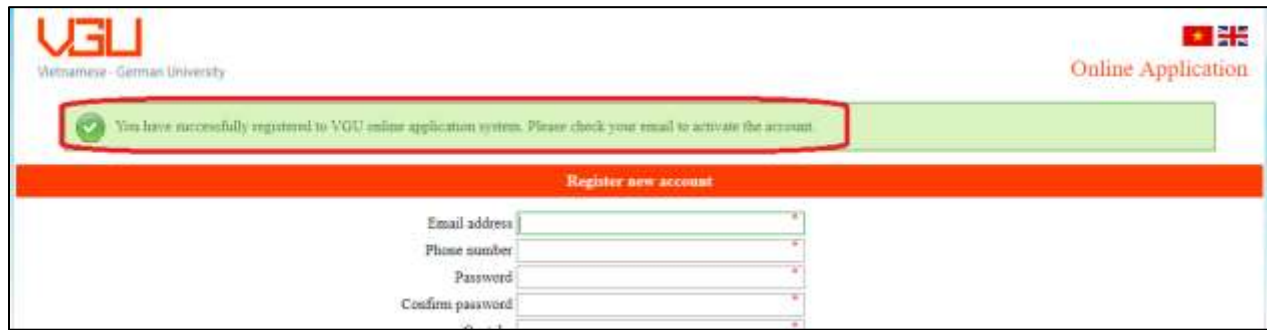 VGU
Vietnamese - German University
Online Application
You have successfully registered to VGU online application system. Please check your email to activate the account.
Register new account
Email address *
Phone number *
Password *
Confirm password *
*